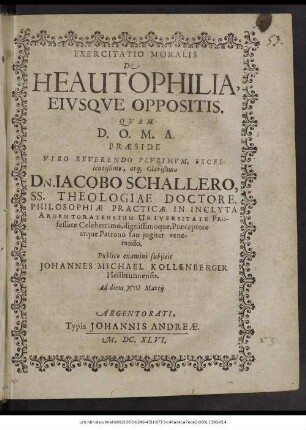 53.
EXERCITATIO MORALIS
DE
HEAUTOPHILIA,
EIVSQVE OPPOSITIS.
QVAM
D. O. M. A.
PRÆSIDE
VIRO REVERENDO PLVRIMVM, EXCEL-
lentissimo, atq; Clarissimo
DN. IACOBO SCHALLERO,
SS. THEOLOGIAE DOCTORE,
PHILOSOPHIÆ PRACTICÆ IN INCLYTA
ARGENTORATENSIUM UNIVERSITATE Pro-
fessore Celeberrimo, dignissimoque, Præceptore
atque Patrono suo jugiter vene-
rando,
Publico examini subjicit
JOHANNES MICHAEL KOLLENBERGER
Heilbrunnensis.
Ad diem Martij
ARGENTORATI,
Typis JOHANNIS ANDREÆ.
M. DC. XLVI.